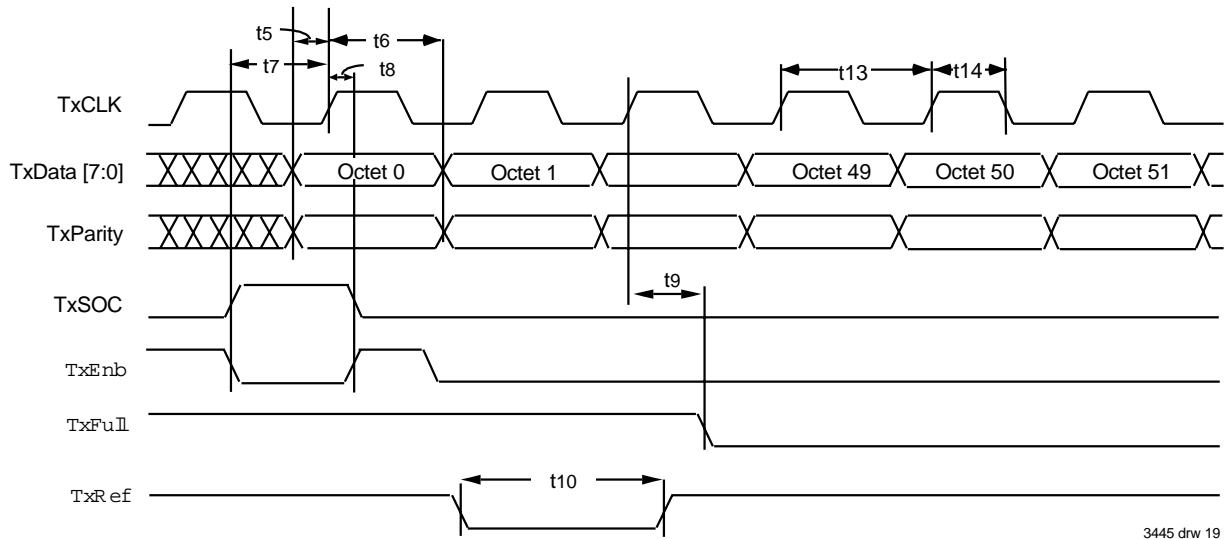 t5
t6
t7
t8
t13
t14
TxCLK
TxData [7:0]
Octet 0
Octet 1
Octet 49
Octet 50
Octet 51
TxParity
t9
TxSOC
TxEnb
TxFull
t10
TxRef
3445 drw 19